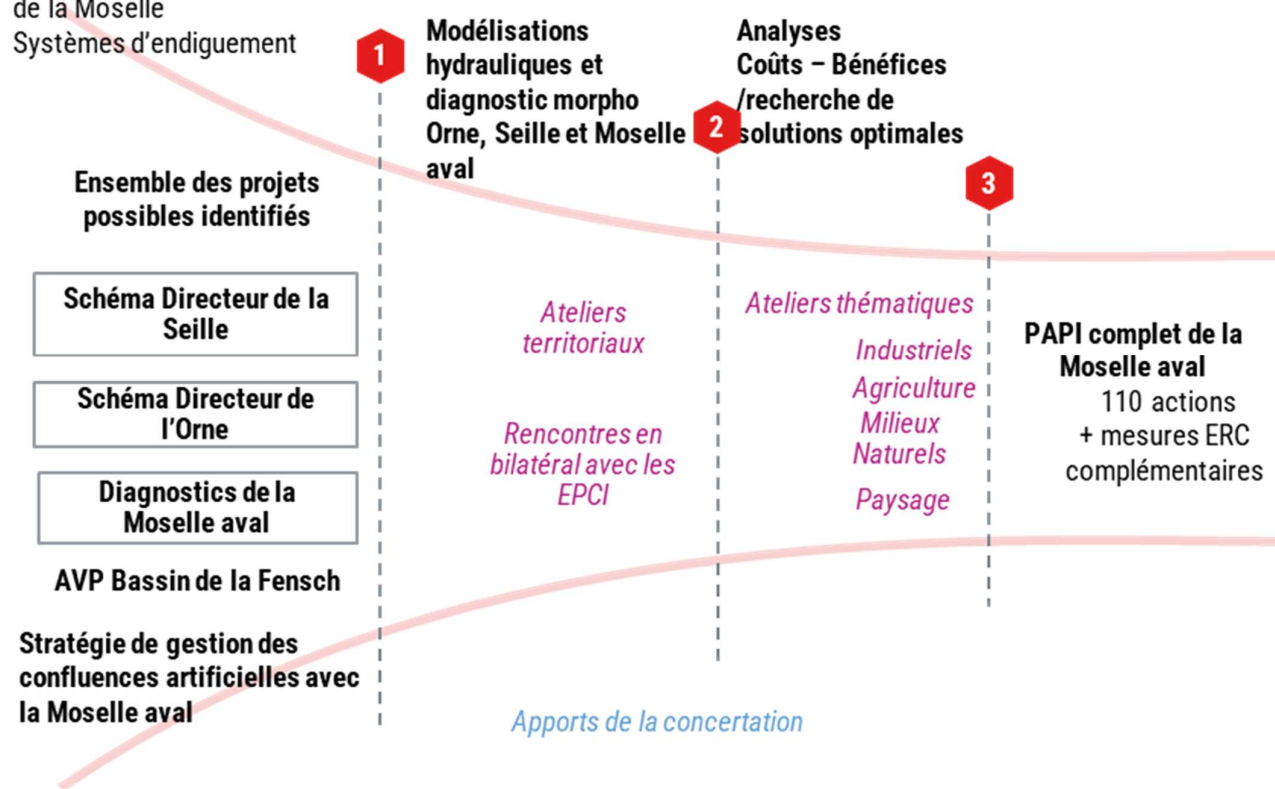 de la Moselle
Systèmes d'endiguement
Ensemble des projets
possibles identifiés
Schéma Directeur de la
Seille
Schéma Directeur de
l'Orne
Diagnostics de la
Moselle aval
AVP Bassin de la Fensch
Stratégie de gestion des
confluences artificielles avec
la Moselle aval
1
Modélisations
hydrauliques et
diagnostic morpho
Orne, Seille et Moselle
aval
Ateliers
territoriaux
Rencontres en
bilatéral avec les
EPCI
2
Analyses
Coûts – Bénéfices
/recherche de
solutions optimales
Ateliers thématiques
Industriels
Agriculture
Milieux
Naturels
Paysage
3
PAPI complet de la
Moselle aval
110 actions
+ mesures ERC
complémentaires
Apports de la concertation